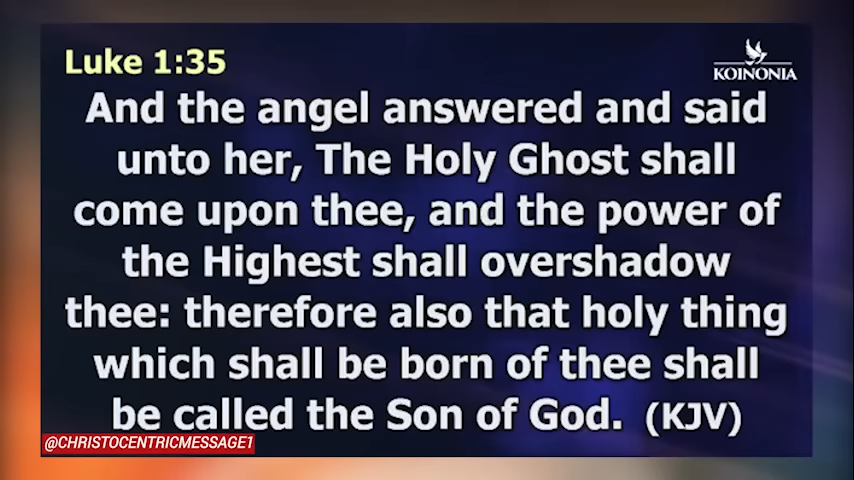 Luke 1:35
KOINONIA
And the angel answered and said
unto her, The Holy Ghost shall
come upon thee, and the power of
the Highest shall overshadow
thee: therefore also that holy thing
which shall be born of thee shall
be called the Son of God. (KJV)
@CHRISTOCENTRICMESSAGE1